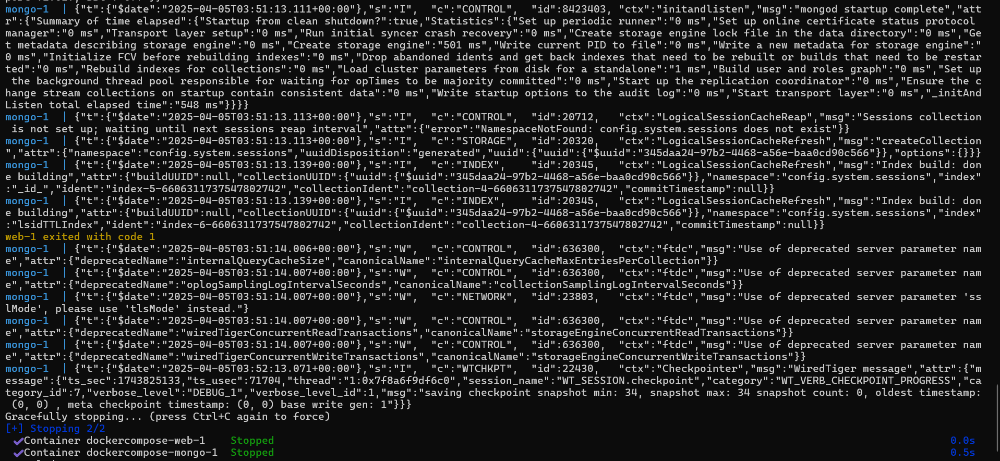 mongo-1  | {"t":{"$date":"2025-04-05T03:51:13.111+00:00"},"s":"I",  "c":"CONTROL",  "id":8423403, "ctx":"initandlisten","msg":"mongod startup complete","att
r":{"Summary of time elapsed":{"Startup from clean shutdown?":true,"Statistics":{"Set up periodic runner":"0 ms","Set up online certificate status protocol
manager":"0 ms","Transport layer setup":"0 ms","Run initial syncer crash recovery":"0 ms","Create storage engine lock file in the data directory":"0 ms","Ge
t metadata describing storage engine":"0 ms","Create storage engine":"501 ms","Write current PID to file":"0 ms","Write a new metadata for storage engine":"
0 ms","Initialize FCV before rebuilding indexes":"0 ms","Drop abandoned idents and get back indexes that need to be rebuilt or builds that need to be restar
ted":"0 ms","Rebuild indexes for collections":"0 ms","Load cluster parameters from disk for a standalone":"1 ms","Build user and roles graph":"0 ms","Set up
 the background thread pool responsible for waiting for opTimes to be majority committed":"0 ms","Start up the replication coordinator":"0 ms","Ensure the c
hange stream collections on startup contain consistent data":"0 ms","Write startup options to the audit log":"0 ms","Start transport layer":"0 ms","_initAnd
Listen total elapsed time":"548 ms"}}}}
mongo-1  | {"t":{"$date":"2025-04-05T03:51:13.113+00:00"},"s":"I",  "c":"CONTROL",  "id":20712,   "ctx":"LogicalSessionCacheReap","msg":"Sessions collection
 is not set up; waiting until next sessions reap interval","attr":{"error":"NamespaceNotFound: config.system.sessions does not exist"}}
mongo-1  | {"t":{"$date":"2025-04-05T03:51:13.113+00:00"},"s":"I",  "c":"STORAGE",  "id":20320,   "ctx":"LogicalSessionCacheRefresh","msg":"createCollection
","attr":{"namespace":"config.system.sessions","uuidDisposition":"generated","uuid":{"uuid":{"$uuid":"345daa24-97b2-4468-a56e-baa0cd90c566"}},"options":{}}}
mongo-1  | {"t":{"$date":"2025-04-05T03:51:13.139+00:00"},"s":"I",  "c":"INDEX",    "id":20345,   "ctx":"LogicalSessionCacheRefresh","msg":"Index build: don
e building","attr":{"buildUUID":null,"collectionUUID":{"uuid":{"$uuid":"345daa24-97b2-4468-a56e-baa0cd90c566"}},"namespace":"config.system.sessions","index"
:"_id_","ident":"index-5-6606311737547802742","collectionIdent":"collection-4-6606311737547802742","commitTimestamp":null}}
mongo-1  | {"t":{"$date":"2025-04-05T03:51:13.139+00:00"},"s":"I",  "c":"INDEX",    "id":20345,   "ctx":"LogicalSessionCacheRefresh","msg":"Index build: don
e building","attr":{"buildUUID":null,"collectionUUID":{"uuid":{"$uuid":"345daa24-97b2-4468-a56e-baa0cd90c566"}},"namespace":"config.system.sessions","index"
:"lsidTTLIndex","ident":"index-6-6606311737547802742","collectionIdent":"collection-4-6606311737547802742","commitTimestamp":null}}
web-1 exited with code 1
mongo-1  | {"t":{"$date":"2025-04-05T03:51:14.006+00:00"},"s":"W",  "c":"CONTROL",  "id":636300,  "ctx":"ftdc","msg":"Use of deprecated server parameter nam
e","attr":{"deprecatedName":"internalQueryCacheSize","canonicalName":"internalQueryCacheMaxEntriesPerCollection"}}
mongo-1  | {"t":{"$date":"2025-04-05T03:51:14.007+00:00"},"s":"W",  "c":"CONTROL",  "id":636300,  "ctx":"ftdc","msg":"Use of deprecated server parameter nam
e","attr":{"deprecatedName":"oplogSamplingLogIntervalSeconds","canonicalName":"collectionSamplingLogIntervalSeconds"}}
mongo-1  | {"t":{"$date":"2025-04-05T03:51:14.007+00:00"},"s":"W",  "c":"NETWORK",  "id":23803,   "ctx":"ftdc","msg":"Use of deprecated server parameter 'ss
lMode', please use 'tlsMode' instead."}
mongo-1  | {"t":{"$date":"2025-04-05T03:51:14.007+00:00"},"s":"W",  "c":"CONTROL",  "id":636300,  "ctx":"ftdc","msg":"Use of deprecated server parameter nam
e","attr":{"deprecatedName":"wiredTigerConcurrentReadTransactions","canonicalName":"storageEngineConcurrentReadTransactions"}}
mongo-1  | {"t":{"$date":"2025-04-05T03:51:14.007+00:00"},"s":"W",  "c":"CONTROL",  "id":636300,  "ctx":"ftdc","msg":"Use of deprecated server parameter nam
e","attr":{"deprecatedName":"wiredTigerConcurrentWriteTransactions","canonicalName":"storageEngineConcurrentWriteTransactions"}}
mongo-1  | {"t":{"$date":"2025-04-05T03:52:13.071+00:00"},"s":"I",  "c":"WTCHKPT",  "id":22430,   "ctx":"Checkpointer","msg":"WiredTiger message","attr":{"m
essage":{"ts_sec":1743825133,"ts_usec":71704,"thread":"1:0x7f8a6f9df6c0","session_name":"WT_SESSION.checkpoint","category":"WT_VERB_CHECKPOINT_PROGRESS","ca
tegory_id":7,"verbose_level":"DEBUG_1","verbose_level_id":1,"msg":"saving checkpoint snapshot min: 34, snapshot max: 34 snapshot count: 0, oldest timestamp:
 (0, 0) , meta checkpoint timestamp: (0, 0) base write gen: 1"}}}
Gracefully stopping... (press Ctrl+C again to force)
[+] Stopping 2/2
 ✔Container dockercompose-web-1    Stopped    0.0s
 ✔Container dockercompose-mongo-1  Stopped    0.5s